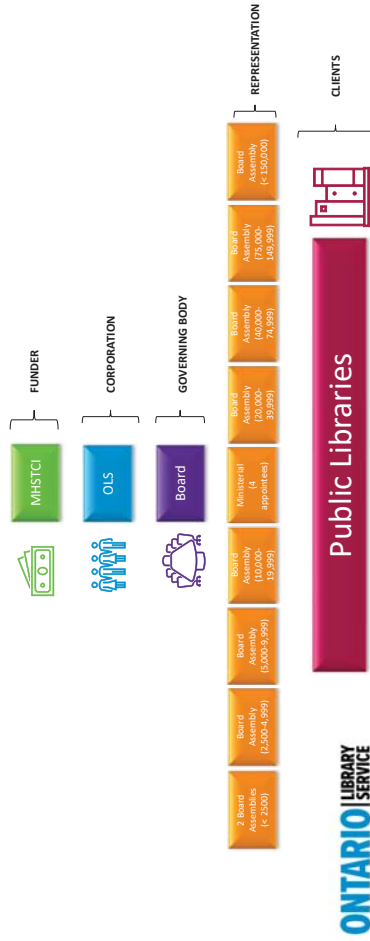 MHSTCI
FUNDER
OLS
CORPORATION
Board
GOVERNING BODY
2 Board
Assemblies
(< 2500)
Board
Assembly
(2,500-4,999)
Board
Assembly
(5,000-9,999)
Board
Assembly
(10,000-
19,999)
Ministerial
(4
appointees)
Board
Assembly
(20,000-
39,999)
Board
Assembly
(40,000-
74,999)
Board
Assembly
(75,000-
149,999)
Board
Assembly
(< 150,000)
REPRESENTATION
Public Libraries
CLIENTS
ONTARIO
LIBRARY
SERVICE